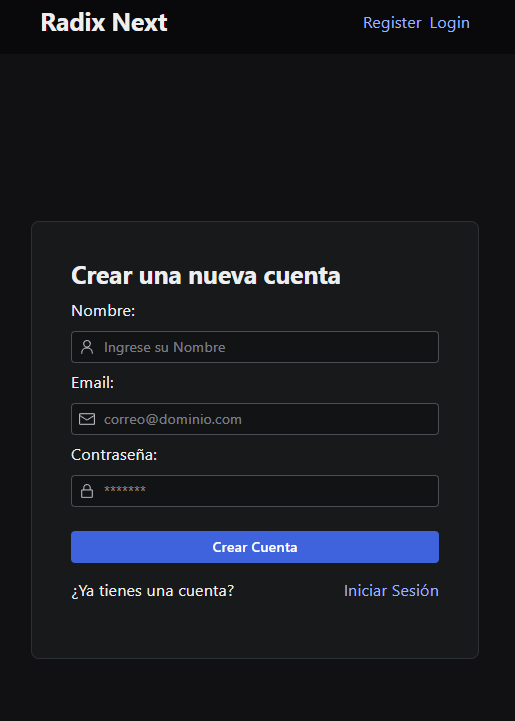 Radix Next
Register Login
Crear una nueva cuenta
Nombre:
Ingrese su Nombre
Email:
correo@dominio.com
Contraseña:
*******
Crear Cuenta
¿Ya tienes una cuenta?
Iniciar Sesión